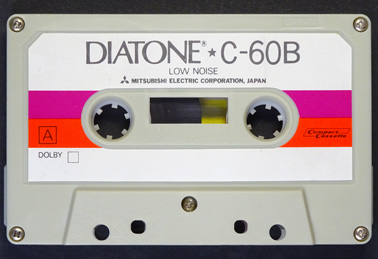 DIATONE® ★ C-60B
LOW NOISE
MITSUBISHI ELECTRIC CORPORATION, JAPAN
A
Compact Cassette
DOLBY